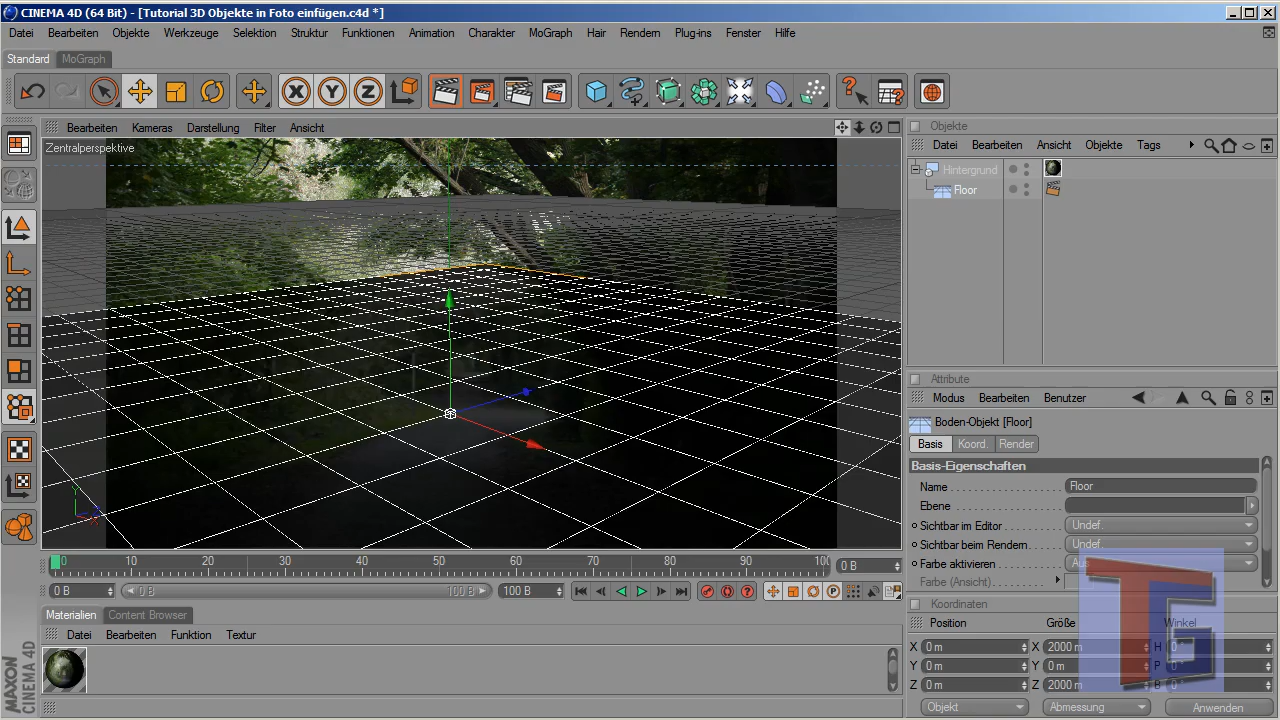 CINEMA 4D (64 Bit) - [Tutorial 3D Objekte in Foto einfügen.c4d *]
Datei Bearbeiten Objekte Werkzeuge Selektion Struktur Funktionen Animation Charakter MoGraph Hair Rendern Plug-ins Fenster Hilfe
Standard MoGraph
Bearbeiten Kameras Darstellung Filter Ansicht
Zentralperspektive
Objekte
Datei Bearbeiten Ansicht Objekte Tags
Hintergrund
Floor
Attribute
Modus Bearbeiten Benutzer
Boden-Objekt [Floor]
Basis Koord. Render
Basis-Eigenschaften
Name Floor
Ebene
Sichtbar im Editor Undef.
Sichtbar beim Rendern Undef.
Farbe aktivieren Aus
Farbe (Ansicht)
0 10 20 30 40 50 60 70 80 90 100 0 B
0 B 0 B 100 B 100 B
Materialien Content Browser
Datei Bearbeiten Funktion Textur
Koordinaten
Position Größe Winkel
X 0 m X 2000 m H 0 °
Y 0 m Y 0 m P 0 °
Z 0 m Z 2000 m B 0 °
Objekt Abmessung Anwenden
MAXON
CINEMA 4D
TG